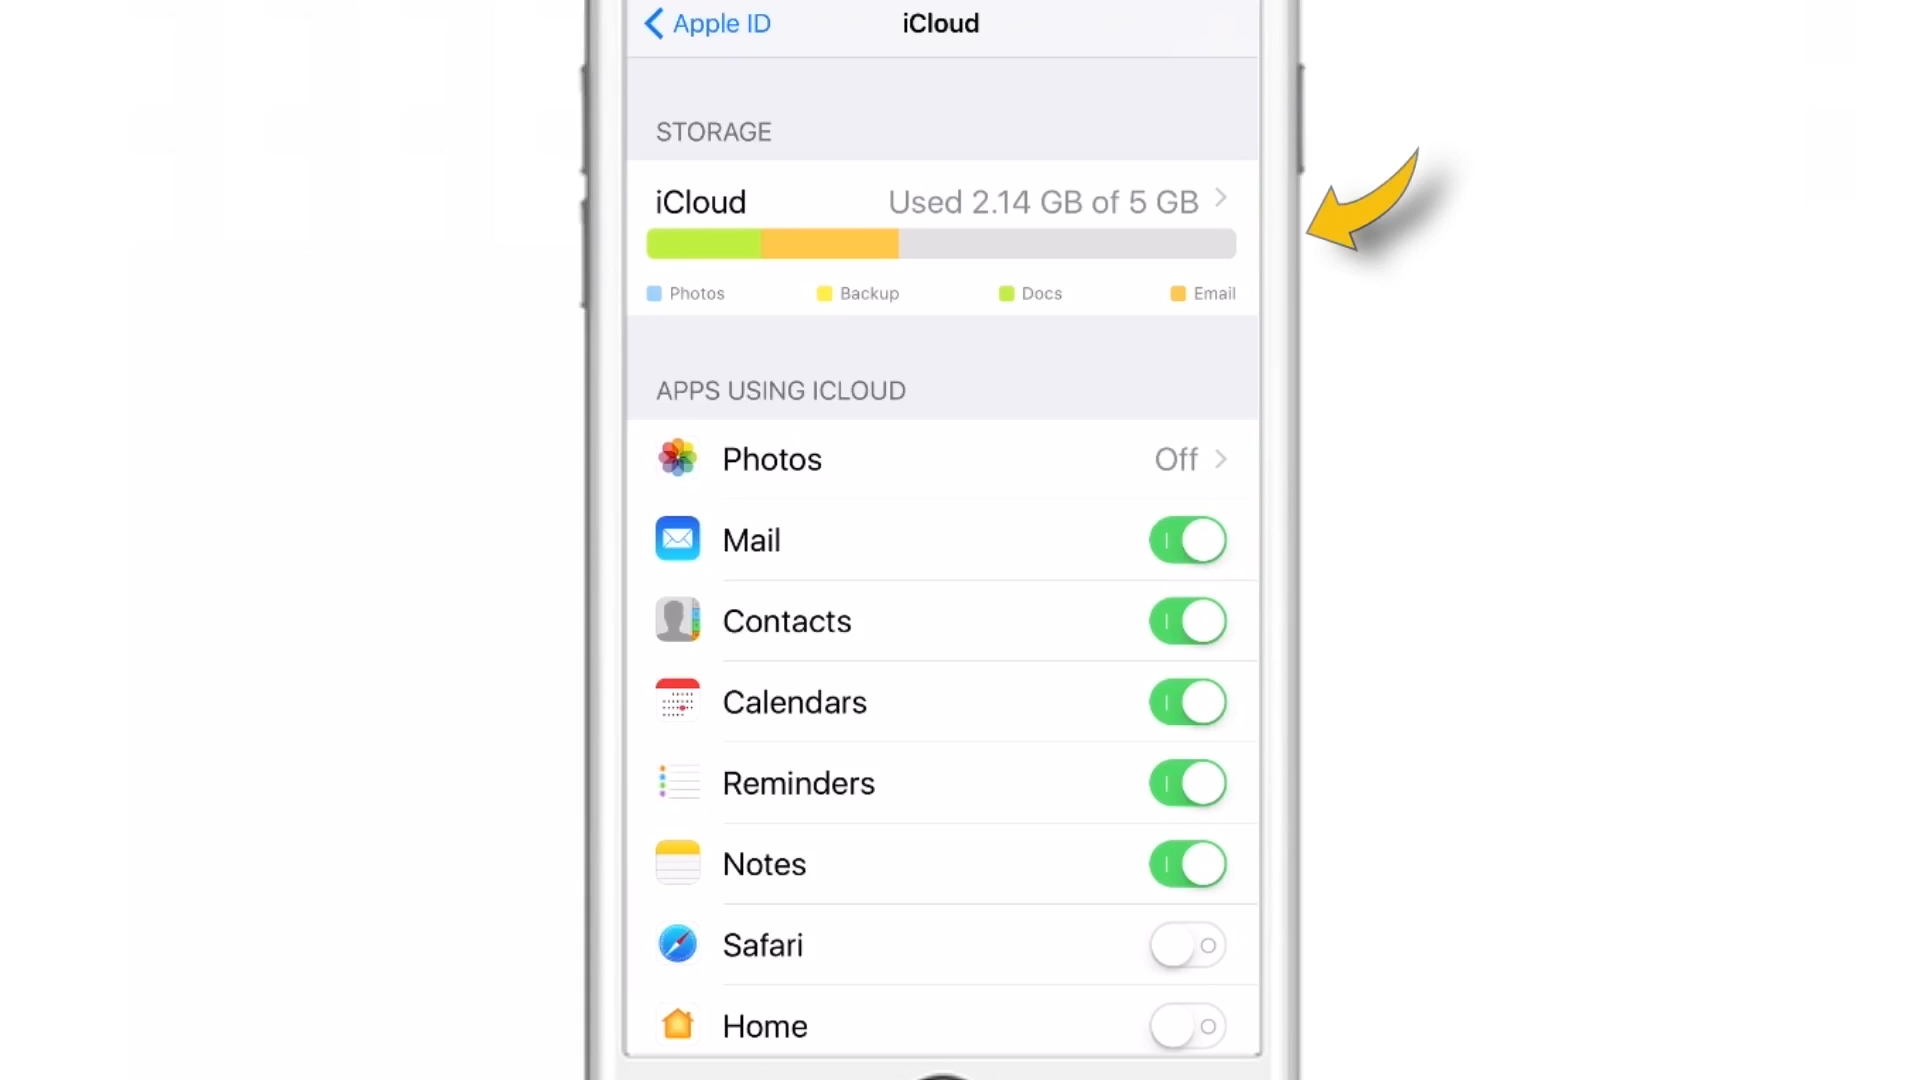 Apple ID
iCloud
STORAGE
iCloud
Used 2.14 GB of 5 GB
Photos
Backup
Docs
Email
APPS USING ICLOUD
Photos
Off
Mail
Contacts
Calendars
Reminders
Notes
Safari
Home